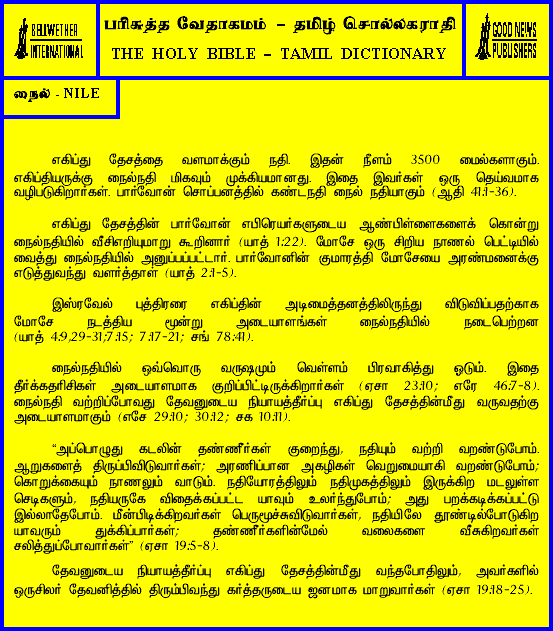 BELLWETHER
INTERNATIONAL
பரிசுத்த வேதாகமம் – தமிழ் சொல்லகராதி
THE HOLY BIBLE – TAMIL DICTIONARY
GOOD NEWS
PUBLISHERS
நைல் - NILE
எகிப்து தேசத்தை வளமாக்கும் நதி. இதன் நீளம் 3500 மைல்களாகும்.
எகிப்தியருக்கு நைல்நதி மிகவும் முக்கியமானது. இதை இவர்கள் ஒரு தெய்வமாக
வழிபடுகிறார்கள். பார்வோன் சொப்பனத்தில் கண்டநதி நைல் நதியாகும் (ஆதி 41:1-36).
எகிப்து தேசத்தின் பார்வோன் எபிரெயர்களுடைய ஆண்பிள்ளைகளைக் கொன்று
நைல்நதியில் வீசிஎறியுமாறு கூறினார் (யாத் 1:22). மோசே ஒரு சிறிய நாணல் பெட்டியில்
வைத்து நைல்நதியில் அனுப்பப்பட்டார். பார்வோனின் குமாரத்தி மோசேயை அரண்மனைக்கு
எடுத்துவந்து வளர்த்தாள் (யாத் 2:1-5).
இஸ்ரவேல் புத்திரரை எகிப்தின் அடிமைத்தனத்திலிருந்து விடுவிப்பதற்காக
மோசே நடத்திய மூன்று அடையாளங்கள் நைல்நதியில் நடைபெற்றன
(யாத் 4:9,29-31;7:15; 7:17-21; சங் 78:41).
நைல்நதியில் ஒவ்வொரு வருஷமும் வெள்ளம் பிரவாகித்து ஓடும். இதை
தீர்க்கதரிசிகள் அடையாளமாக குறிப்பிட்டிருக்கிறார்கள் (ஏசா 23:10; எரே 46:7-8).
நைல்நதி வற்றிப்போவது தேவனுடைய நியாயத்தீர்ப்பு எகிப்து தேசத்தின்மீது வருவதற்கு
அடையாளமாகும் (எசே 29:10; 30:12; சக 10:11).
“அப்பொழுது கடலின் தண்ணீர்கள் குறைந்து, நதியும் வற்றி வறண்டுபோம்.
ஆறுகளைத் திருப்பிவிடுவார்கள்; அரணிப்பான அகழிகள் வெறுமையாகி வறண்டுபோம்;
கொறுக்கையும் நாணலும் வாடும். நதியோரத்திலும் நதிமுகத்திலும் இருக்கிற மடலுள்ள
செடிகளும், நதியருகே விதைக்கப்பட்ட யாவும் உலர்ந்துபோம்; அது பறக்கடிக்கப்பட்டு
இல்லாதேபோம். மீன்பிடிக்கிறவர்கள் பெருமூச்சுவிடுவார்கள், நதியிலே தூண்டில்போடுகிற
யாவரும் துக்கிப்பார்கள்; தண்ணீர்களின்மேல் வலைகளை வீசுகிறவர்கள்
சலித்துப்போவார்கள்” (ஏசா 19:5-8).
தேவனுடைய நியாயத்தீர்ப்பு எகிப்து தேசத்தின்மீது வந்தபோதிலும், அவர்களில்
ஒருசிலர் தேவனித்தில் திரும்பிவந்து கர்த்தருடைய ஜனமாக மாறுவார்கள் (ஏசா 19:18-25).